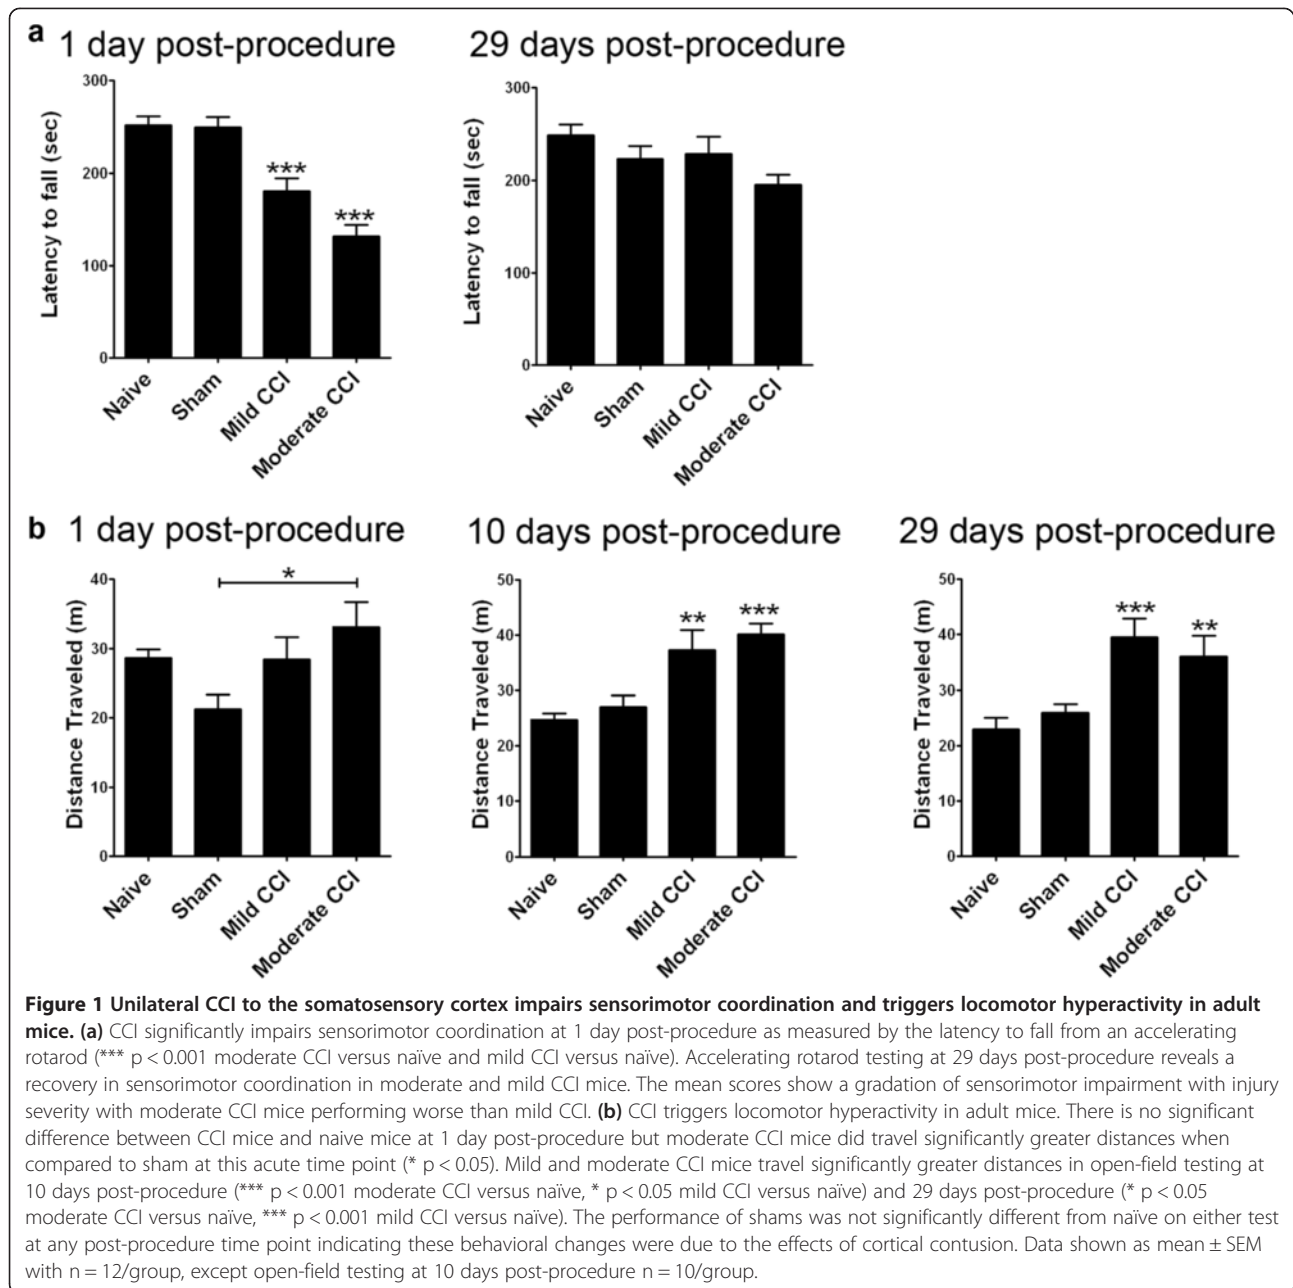 a 1 day post-procedure 29 days post-procedure
300
200
100
0
Latency to fall (sec)
***
***
Naive
Sham
Mild CCI
Moderate CCI
300
200
100
0
Latency to fall (sec)
Naive
Sham
Mild CCI
Moderate CCI
b 1 day post-procedure 10 days post-procedure 29 days post-procedure
40
30
20
10
0
Distance Traveled (m)
*
Naive
Sham
Mild CCI
Moderate CCI
50
40
30
20
10
0
Distance Traveled (m)
**
***
Naive
Sham
Mild CCI
Moderate CCI
50
40
30
20
10
0
Distance Traveled (m)
***
**
Naive
Sham
Mild CCI
Moderate CCI
Figure 1 Unilateral CCI to the somatosensory cortex impairs sensorimotor coordination and triggers locomotor hyperactivity in adult
mice. (a) CCI significantly impairs sensorimotor coordination at 1 day post-procedure as measured by the latency to fall from an accelerating
rotarod (*** p < 0.001 moderate CCI versus naïve and mild CCI versus naïve). Accelerating rotarod testing at 29 days post-procedure reveals a
recovery in sensorimotor coordination in moderate and mild CCI mice. The mean scores show a gradation of sensorimotor impairment with injury
severity with moderate CCI mice performing worse than mild CCI. (b) CCI triggers locomotor hyperactivity in adult mice. There is no significant
difference between CCI mice and naive mice at 1 day post-procedure but moderate CCI mice did travel significantly greater distances when
compared to sham at this acute time point (* p < 0.05). Mild and moderate CCI mice travel significantly greater distances in open-field testing at
10 days post-procedure (*** p < 0.001 moderate CCI versus naïve, * p < 0.05 mild CCI versus naïve) and 29 days post-procedure (* p < 0.05
moderate CCI versus naïve, *** p < 0.001 mild CCI versus naïve). The performance of shams was not significantly different from naïve on either test
at any post-procedure time point indicating these behavioral changes were due to the effects of cortical contusion. Data shown as mean ± SEM
with n = 12/group, except open-field testing at 10 days post-procedure n = 10/group.